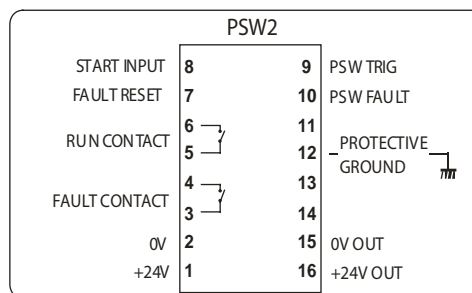 PSW2
START INPUT 8 9 PSW TRIG
FAULT RESET 7 10 PSW FAULT
6 11
RUN CONTACT
5 12 PROTECTIVE
GROUND
4 13
FAULT CONTACT
3 14
0V 2 15 0V OUT
+24V 1 16 +24V OUT